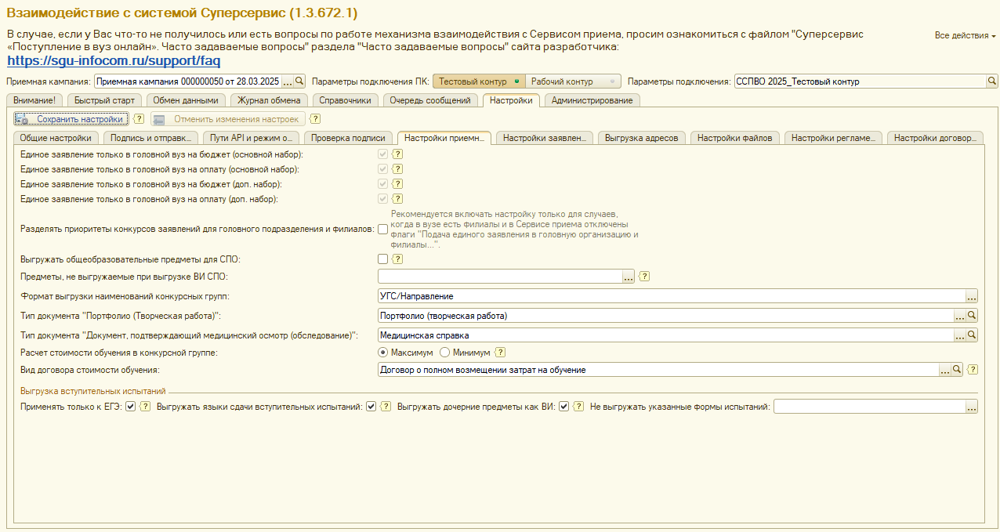 Взаимодействие с системой Суперсервис (1.3.672.1)
В случае, если у Вас что-то не получилось или есть вопросы по работе механизма взаимодействия с Сервисом приема, просим ознакомиться с файлом "Суперсервис
«Поступление в вуз онлайн». Часто задаваемые вопросы" раздела "Часто задаваемые вопросы" сайта разработчика:
https://sgu-infocom.ru/support/faq
Все действия
Приемная кампания: Приемная кампания 000000050 от 28.03.2025 ... Параметры подключения ПК: Тестовый контур Рабочий контур Параметры подключения: ССПВО 2025_Тестовый контур
Внимание! Быстрый старт Обмен данными Журнал обмена Справочники Очередь сообщений Настройки Администрирование
Сохранить настройки ? Отменить изменения настроек ?
Общие настройки Подпись и отправк... Пути API и режим о... Проверка подписи Настройки приемн... Настройки заявлен... Выгрузка адресов Настройки файлов Настройки регламе... Настройки договор...
Единое заявление только в головной вуз на бюджет (основной набор): ?
Единое заявление только в головной вуз на оплату (основной набор): ?
Единое заявление только в головной вуз на бюджет (доп. набор): ?
Единое заявление только в головной вуз на оплату (доп. набор): ?
Разделять приоритеты конкурсов заявлений для головного подразделения и филиалов:
Рекомендуется включать настройку только для случаев,
когда в вузе есть филиалы и в Сервисе приема отключены
флаги "Подача единого заявления в головную организацию и
филиалы...".
Выгружать общеобразовательные предметы для СПО: ?
Предметы, не выгружаемые при выгрузке ВИ СПО: ... ?
Формат выгрузки наименований конкурсных групп: УГС/Направление ...
Тип документа "Портфолио (Творческая работа)": Портфолио (творческая работа) ...
Тип документа "Документ, подтверждающий медицинский осмотр (обследование)": Медицинская справка ...
Расчет стоимости обучения в конкурсной группе: Максимум Минимум ?
Вид договора стоимости обучения: Договор о полном возмещении затрат на обучение ... ?
Выгрузка вступительных испытаний
Применять только к ЕГЭ: ? Выгружать языки сдачи вступительных испытаний: ? Выгружать дочерние предметы как ВИ: ? Не выгружать указанные формы испытаний: ...